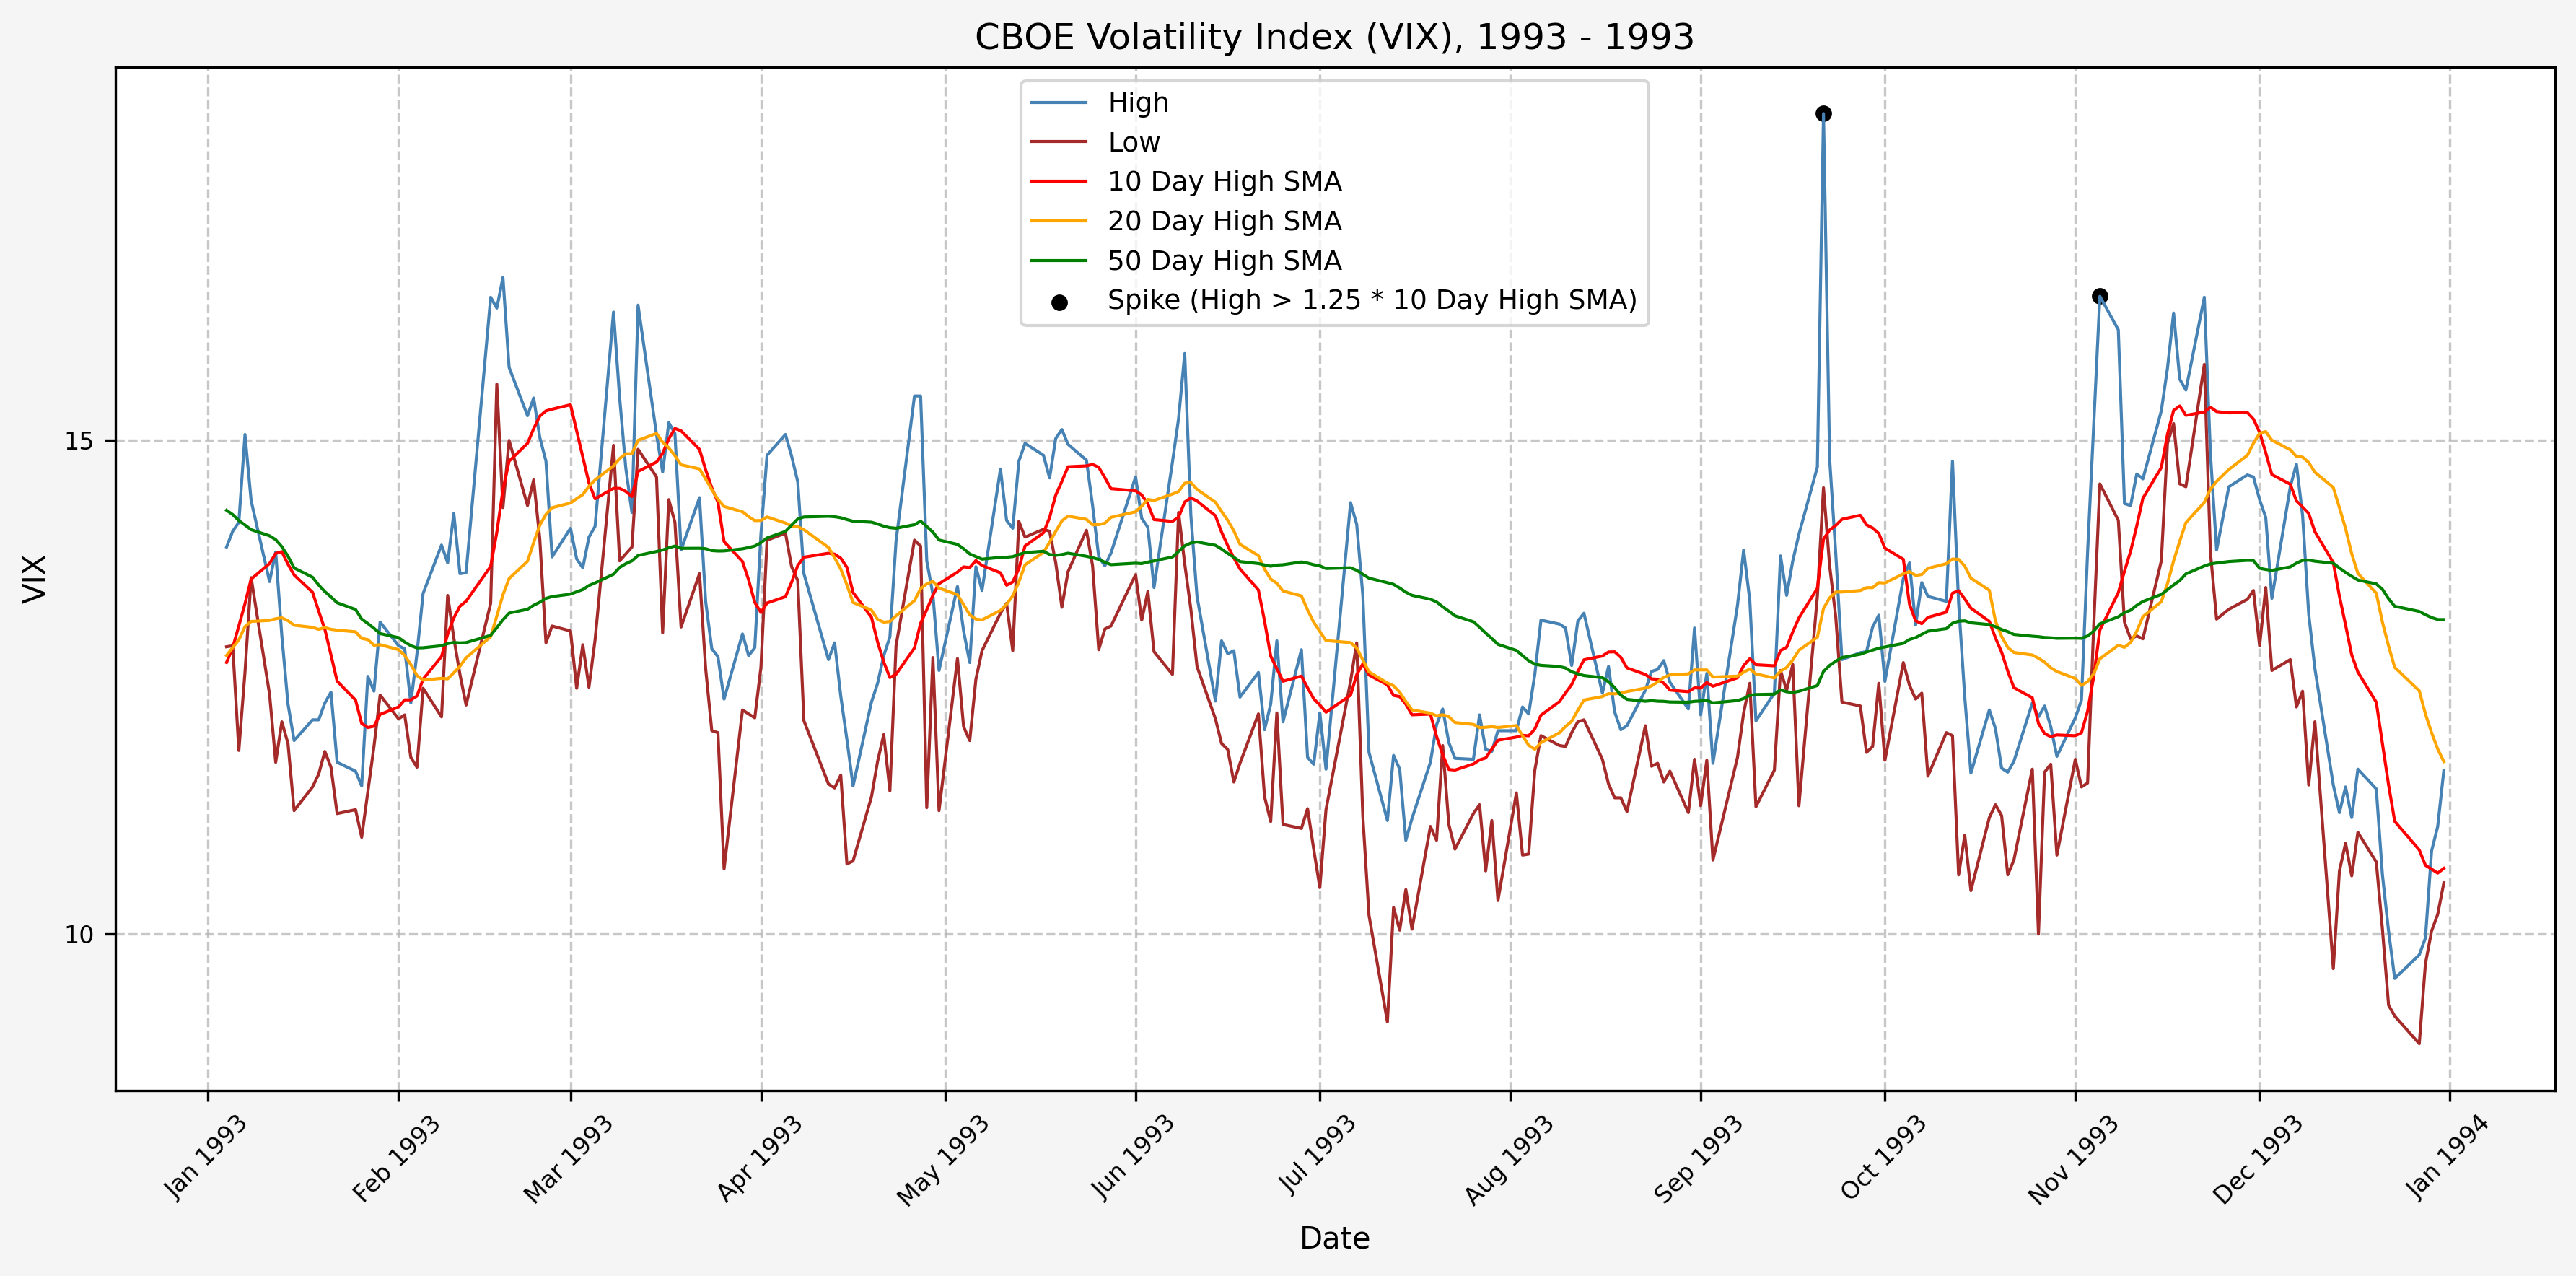 CBOE Volatility Index (VIX), 1993 - 1993
High
Low
10 Day High SMA
20 Day High SMA
50 Day High SMA
Spike (High > 1.25 * 10 Day High SMA)
VIX
15
10
Jan 1993
Feb 1993
Mar 1993
Apr 1993
May 1993
Jun 1993
Jul 1993
Aug 1993
Sep 1993
Oct 1993
Nov 1993
Dec 1993
Jan 1994
Date